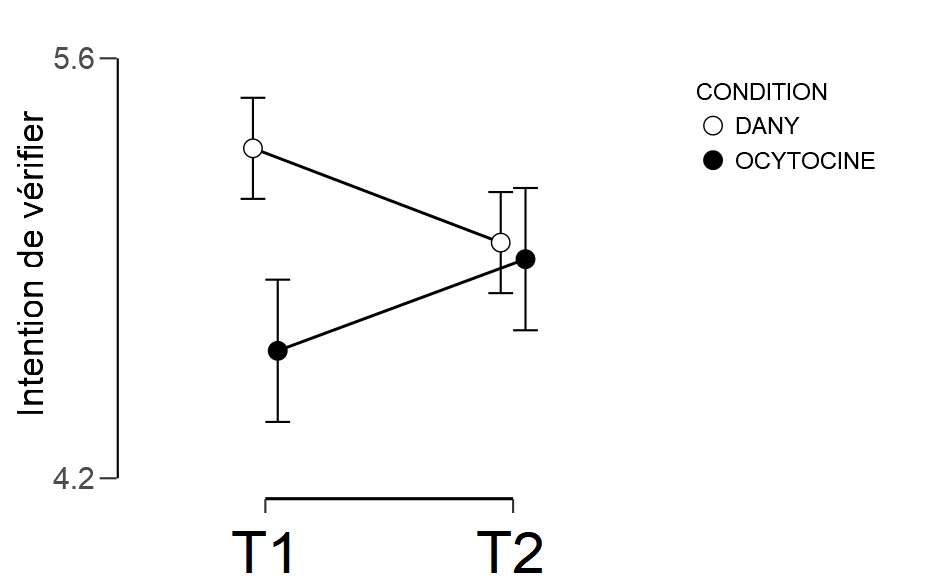 5.6
4.2
Intention de vérifier
T1
T2
CONDITION
DANY
OCYTOCINE